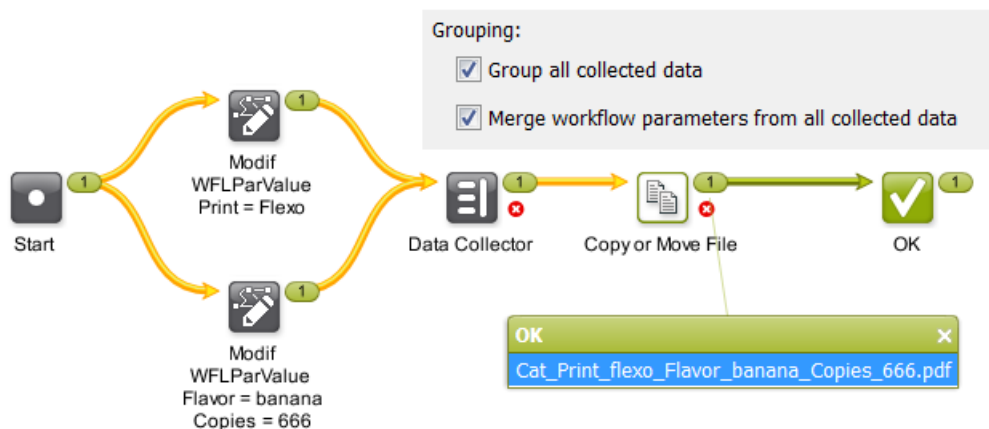 Grouping:
Group all collected data
Merge workflow parameters from all collected data
1
Modif
WFLParValue
Print = Flexo
1
Start
1
Data Collector
1
Copy or Move File
1
OK
1
Modif
WFLParValue
Flavor = banana
Copies = 666
OK
Cat_Print_flexo_Flavor_banana_Copies_666.pdf